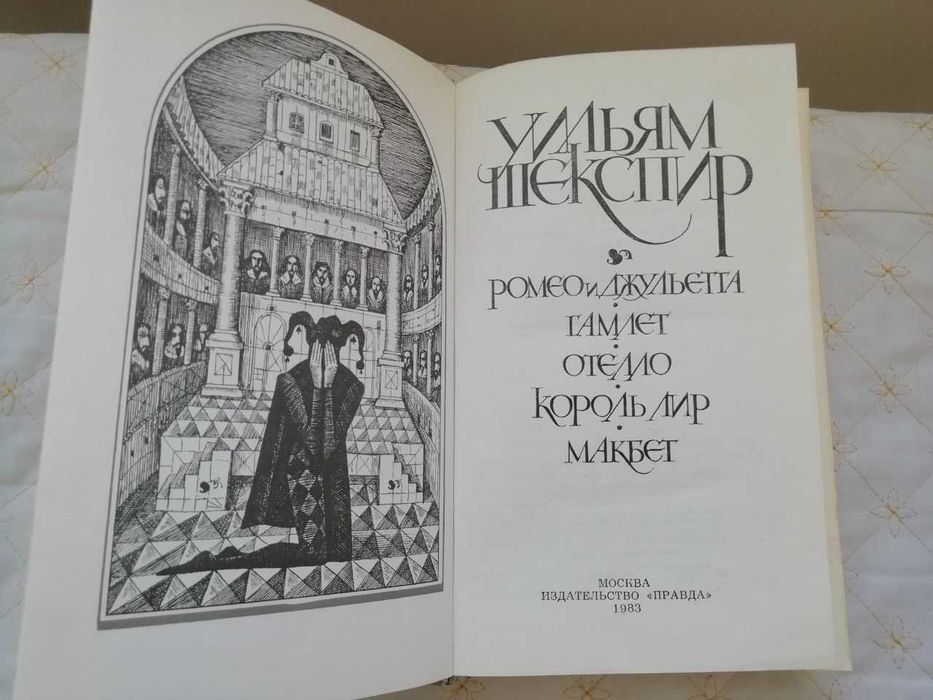 УИЛЬЯМ
ШЕКСПИР
РОМЕО И ДЖУЛЬЕТТА
ГАМЛЕТ
ОТЕЛЛО
КОРОЛЬ ЛИР
МАКБЕТ
МОСКВА
ИЗДАТЕЛЬСТВО «ПРАВДА»
1983